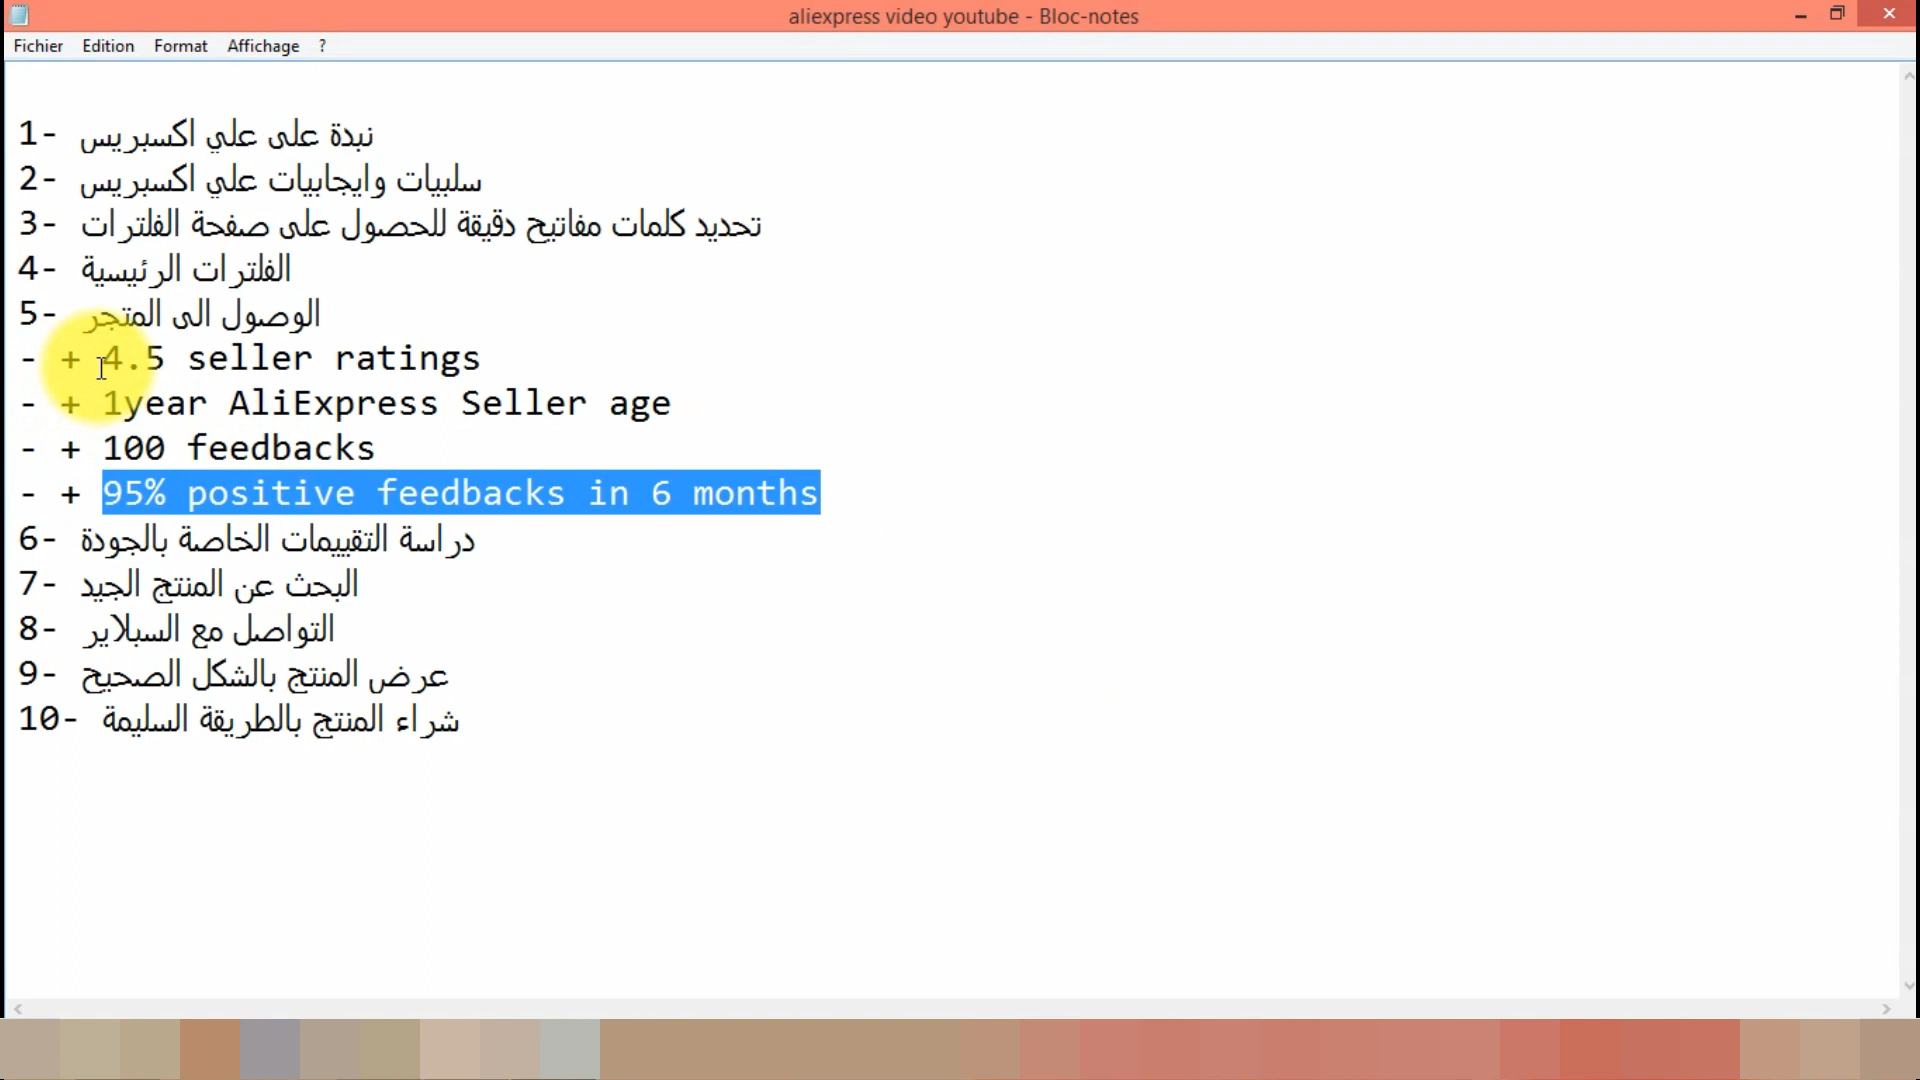 aliexpress video youtube - Bloc-notes
Fichier Edition Format Affichage ?
1- نبدة على علي اكسبريس
2- سلبيات وايجابيات علي اكسبريس
3- تحديد كلمات مفاتيح دقيقة للحصول على صفحة الفلترات
4- الفلترات الرئيسية
5- الوصول الى المتجر
- + 4.5 seller ratings
- + 1year AliExpress Seller age
- + 100 feedbacks
- + 95% positive feedbacks in 6 months
6- دراسة التقييمات الخاصة بالجودة
7- البحث عن المنتج الجيد
8- التواصل مع السبلاير
9- عرض المنتج بالشكل الصحيح
10- شراء المنتج بالطريقة السليمة